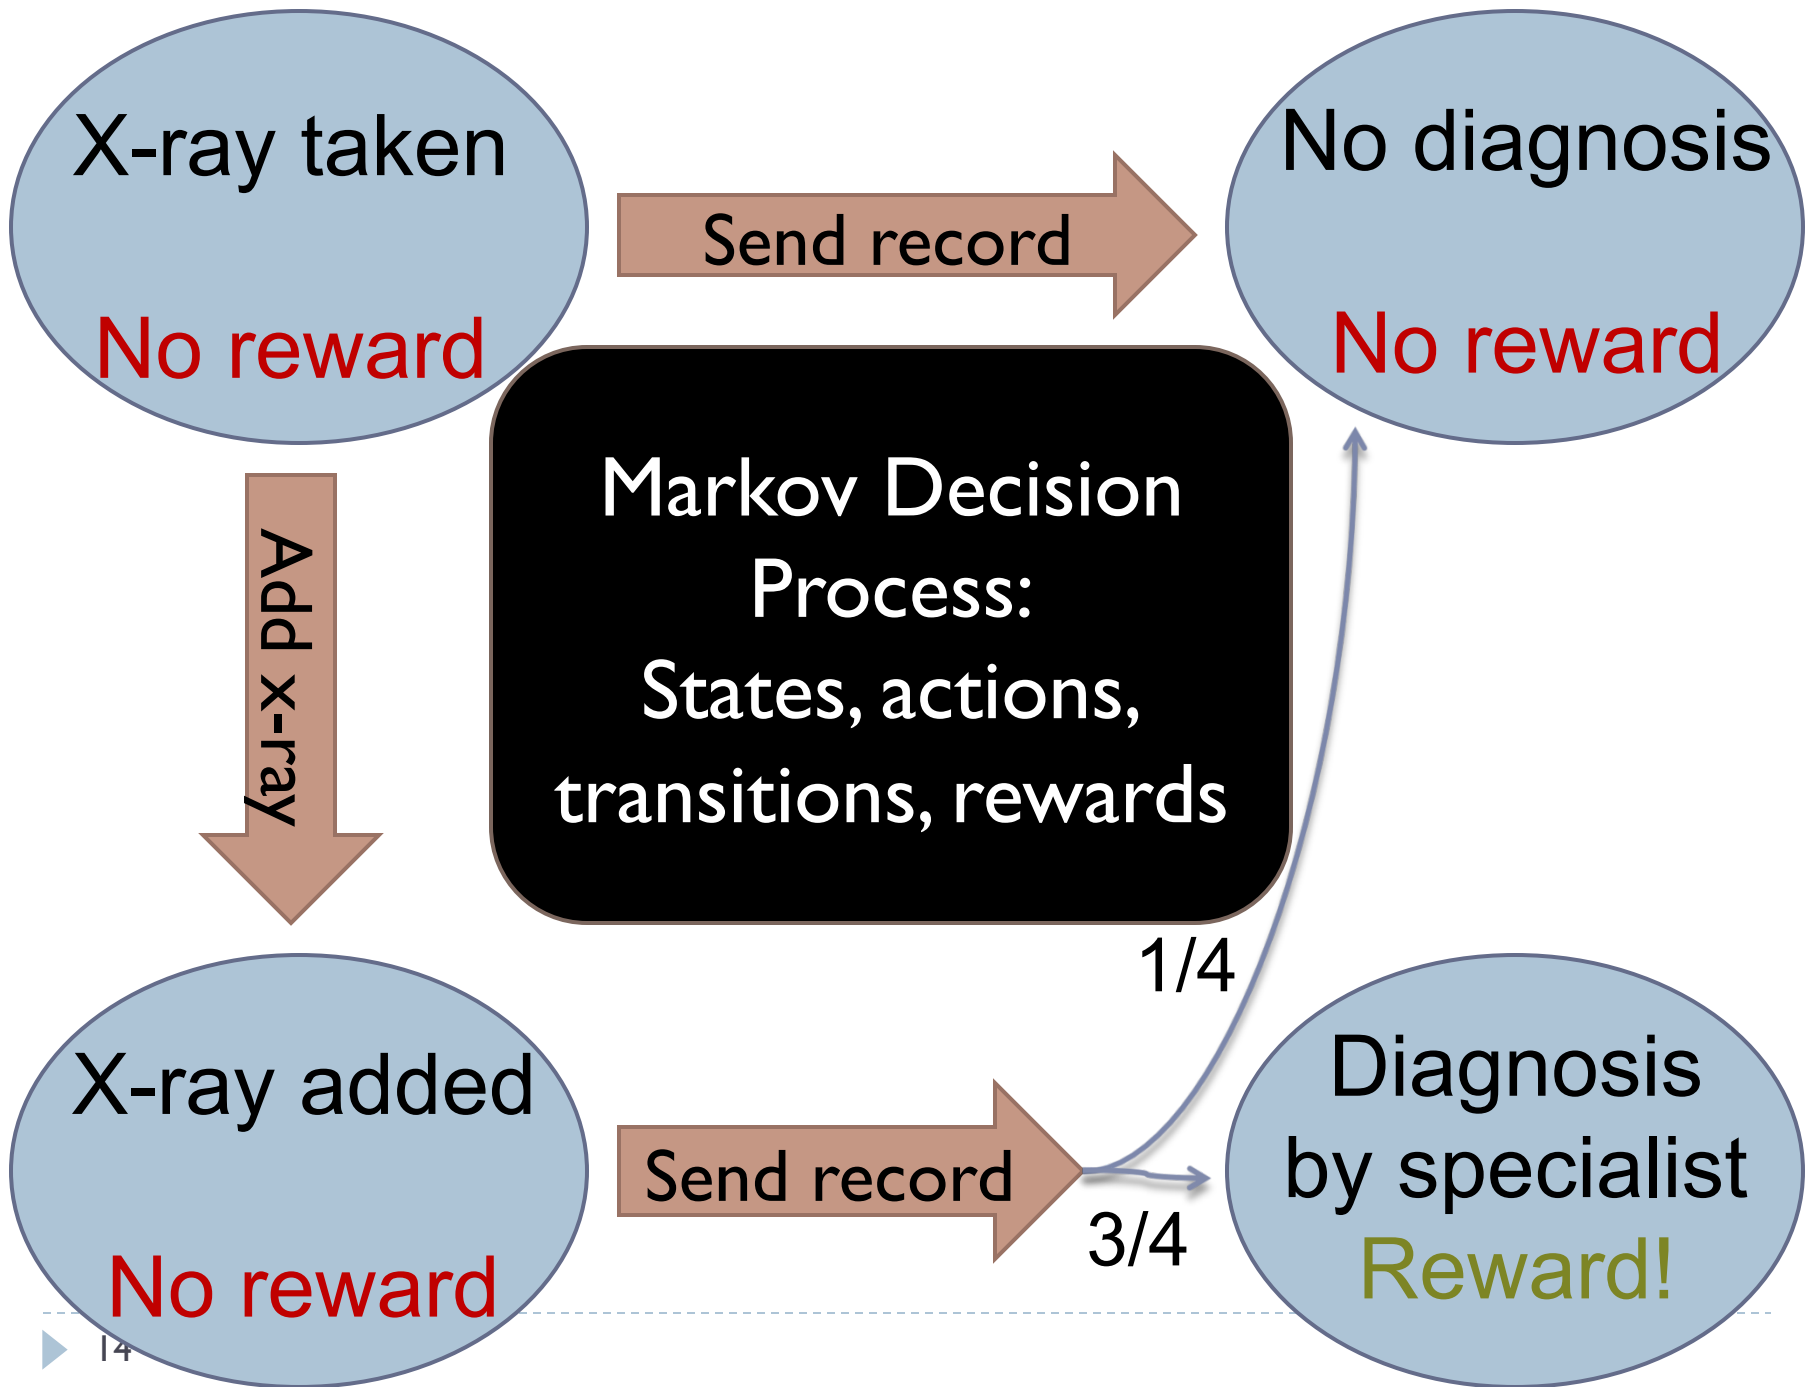 X-ray taken
No reward
Send record
No diagnosis
No reward
Add x-ray
Markov Decision
Process:
States, actions,
transitions, rewards
1/4
X-ray added
No reward
Send record
3/4
Diagnosis
by specialist
Reward!
14